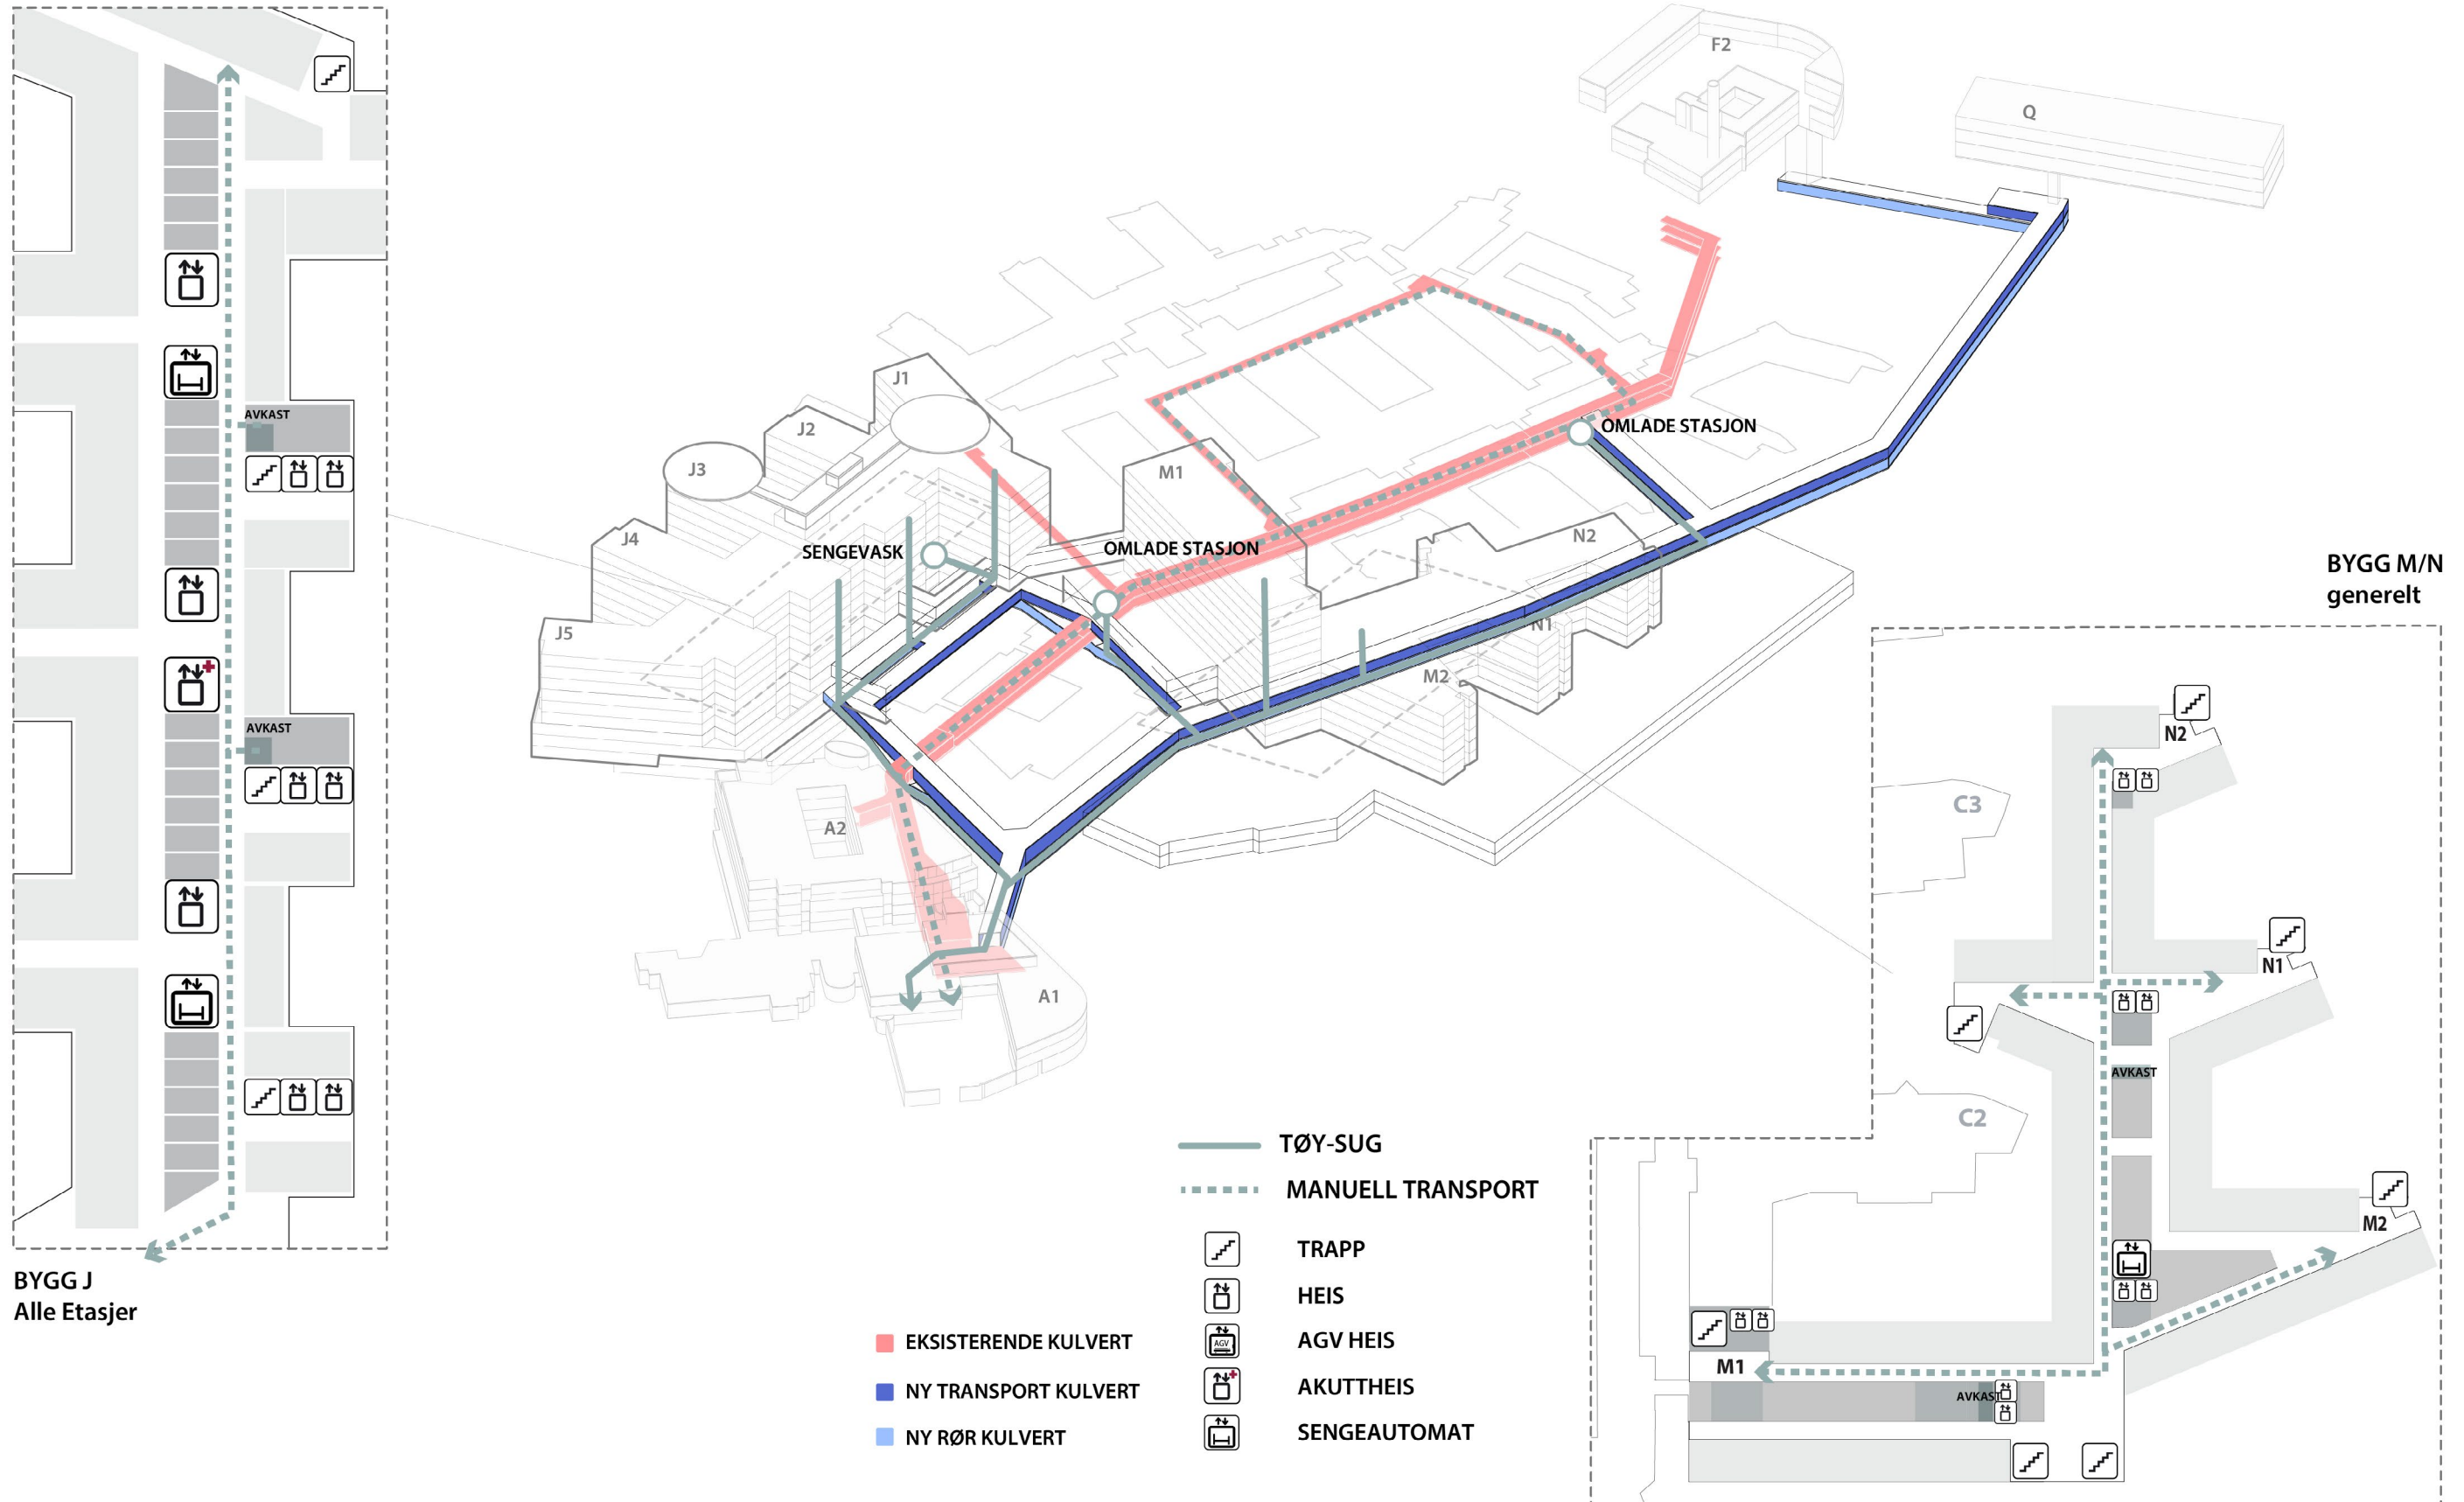 F2
Q
J1
J2
J3
J4
J5
M1
N2
N1
M2
A2
A1
OMLADE STASJON
OMLADE STASJON
SENGEVASK
AVKAST
AVKAST
BYGG J
Alle Etasjer
TØY-SUG
MANUELL TRANSPORT
TRAPP
HEIS
AGV
AGV HEIS
AKUTTHEIS
SENGEAUTOMAT
EKSISTERENDE KULVERT
NY TRANSPORT KULVERT
NY RØR KULVERT
BYGG M/N
generelt
N2
C3
N1
AVKAST
C2
M2
M1
AVKAST